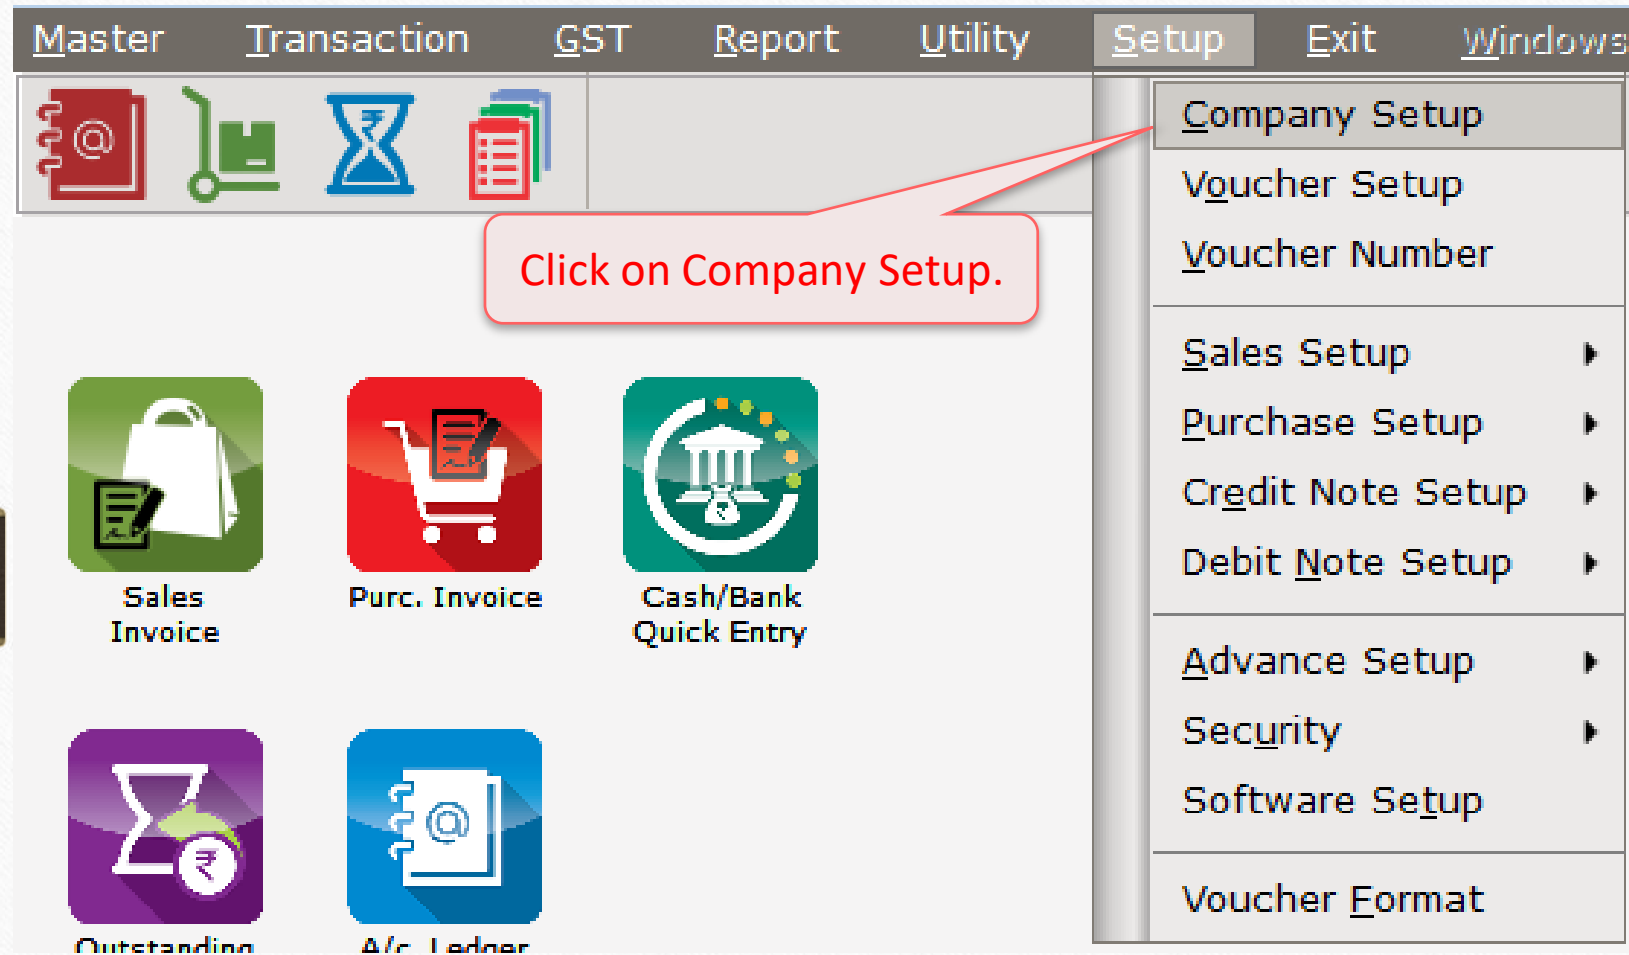 Master Transaction GST Report Utility Setup Exit Windows
Company Setup
Voucher Setup
Voucher Number
Sales Setup
Purchase Setup
Credit Note Setup
Debit Note Setup
Advance Setup
Security
Software Setup
Voucher Format
Click on Company Setup.
Sales
Invoice
Purc. Invoice
Cash/Bank
Quick Entry
Outstanding
A/c. Ledger